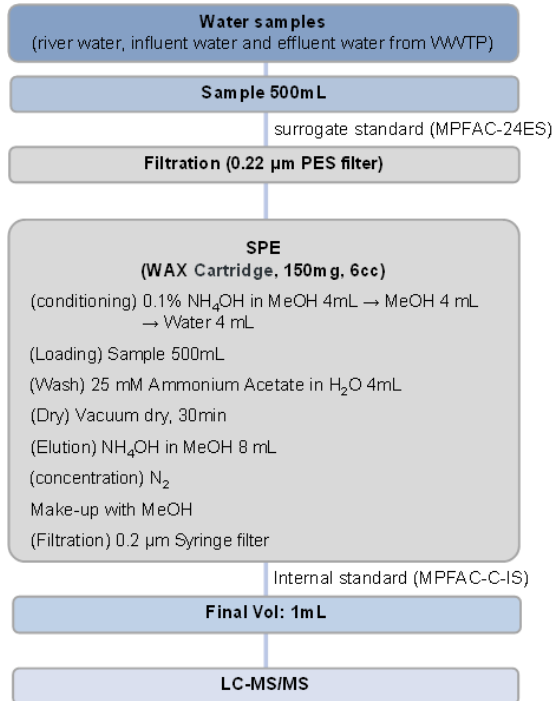 Water samples
(river water, influent water and effluent water from WWTP)
Sample 500mL
surrogate standard (MPFAC-24ES)
Filtration (0.22 µm PES filter)
SPE
(WAX Cartridge, 150mg, 6cc)
(conditioning) 0.1% NH₄OH in MeOH 4mL → MeOH 4 mL
→ Water 4 mL
(Loading) Sample 500mL
(Wash) 25 mM Ammonium Acetate in H₂O 4mL
(Dry) Vacuum dry, 30min
(Elution) NH₄OH in MeOH 8 mL
(concentration) N₂
Make-up with MeOH
(Filtration) 0.2 µm Syringe filter
Internal standard (MPFAC-C-IS)
Final Vol: 1mL
LC-MS/MS